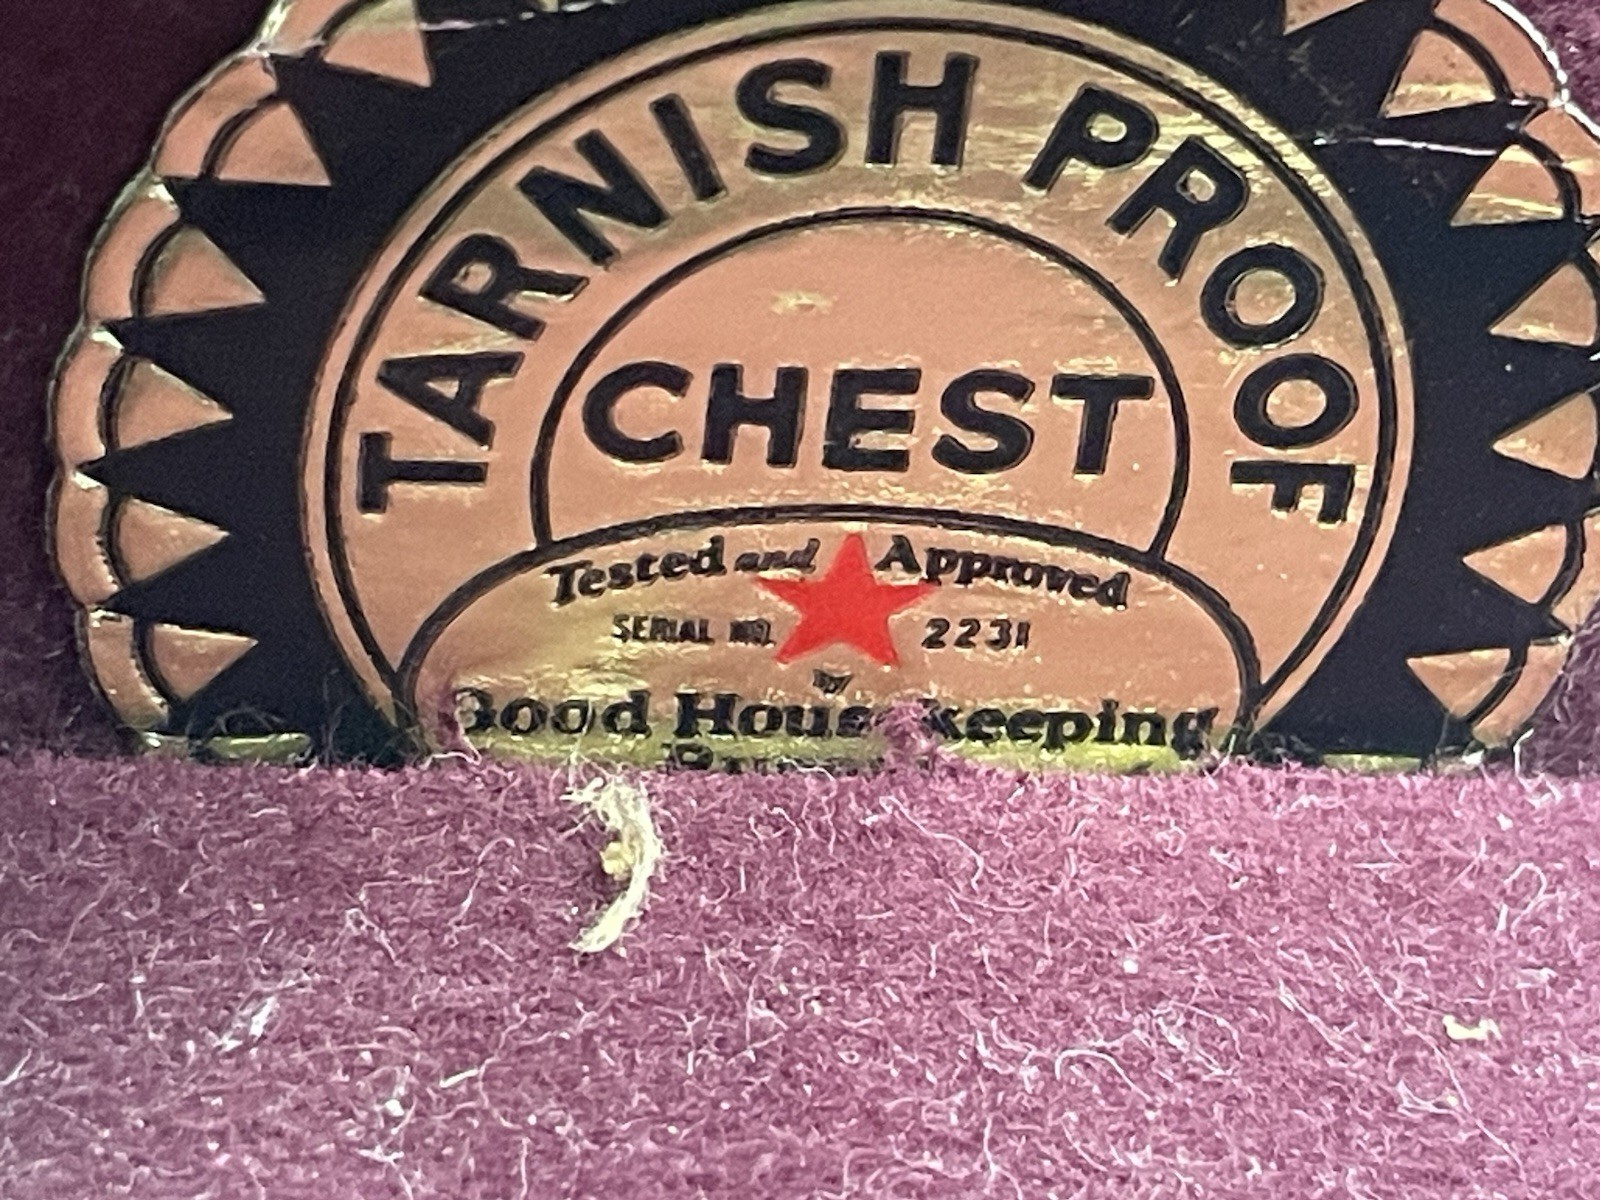 TARNISH PROOF
CHEST
Tested and Approved
SERIAL NO. 2231
by
Good Housekeeping